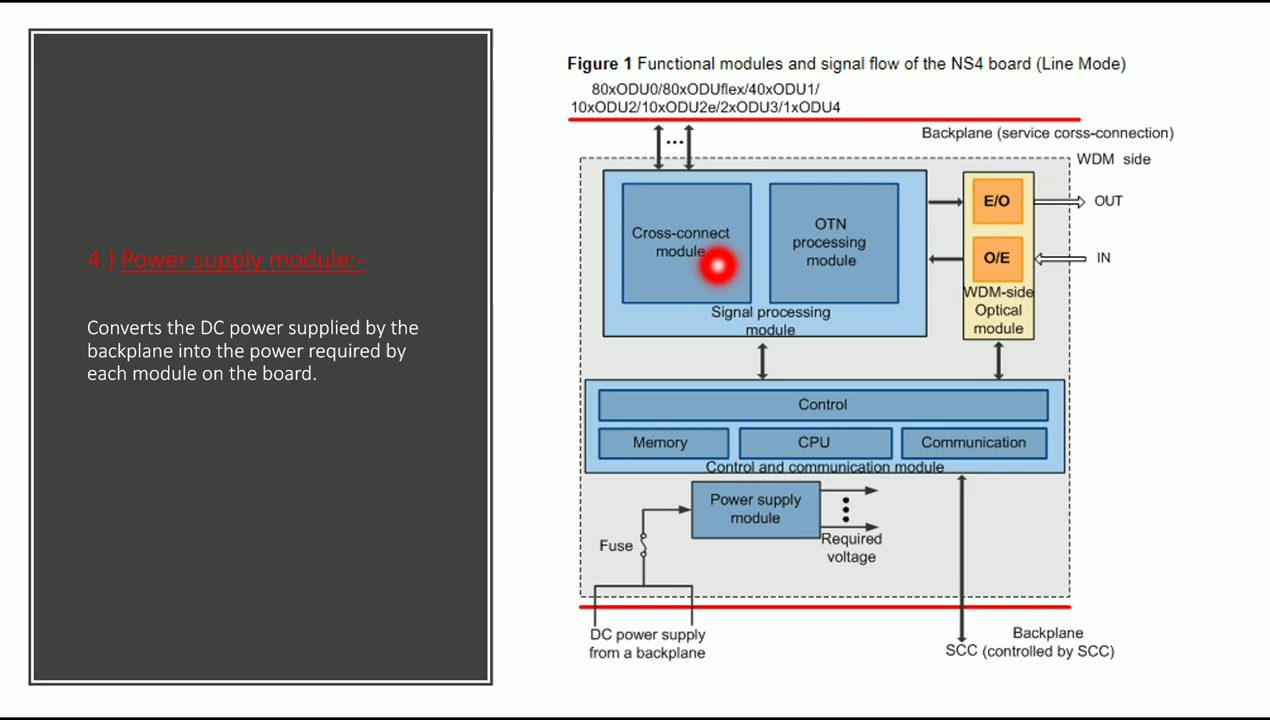 4.) Power supply module:-
Converts the DC power supplied by the
backplane into the power required by
each module on the board.
Figure 1 Functional modules and signal flow of the NS4 board (Line Mode)
80xODU0/80xODUflex/40xODU1/
10xODU2/10xODU2e/2xODU3/1xODU4
Backplane (service corss-connection)
WDM side
Cross-connect
module
OTN
processing
module
Signal processing
module
E/O
OUT
O/E
IN
WDM-side
Optical
module
Control
Memory
CPU
Communication
Control and communication module
Power supply
module
Fuse
Required
voltage
DC power supply
from a backplane
Backplane
SCC (controlled by SCC)